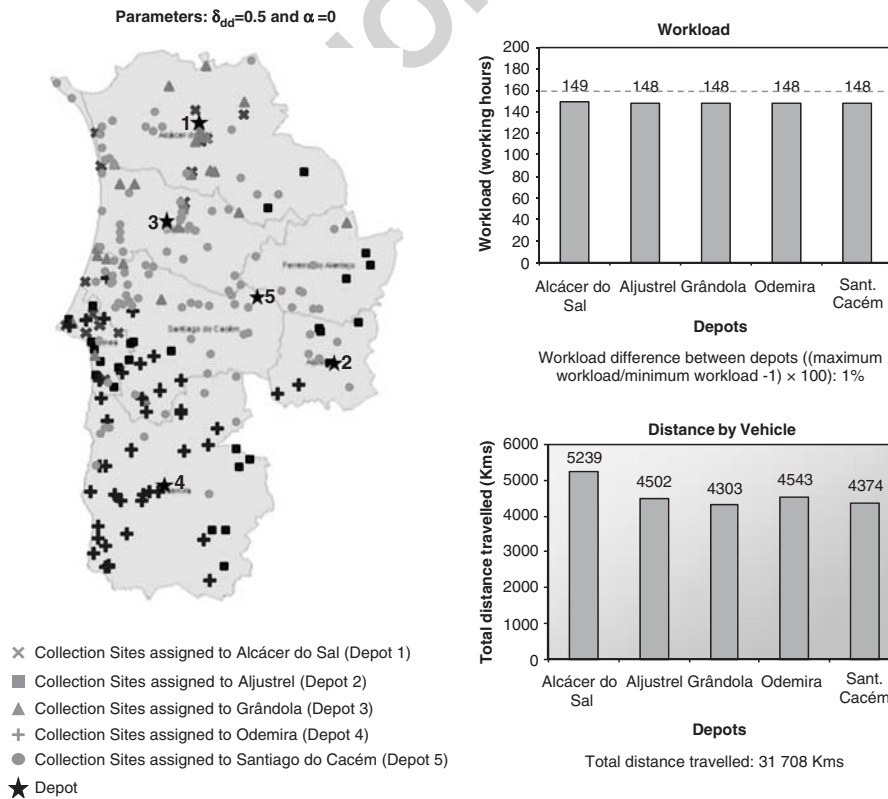 Parameters: δdd=0.5 and α =0
1
3
5
2
4
Santiago do Cacém
Collection Sites assigned to Alcácer do Sal (Depot 1)
Collection Sites assigned to Aljustrel (Depot 2)
Collection Sites assigned to Grândola (Depot 3)
Collection Sites assigned to Odemira (Depot 4)
Collection Sites assigned to Santiago do Cacém (Depot 5)
Depot
Workload
Workload (working hours)
200
180
160
140
120
100
80
60
40
20
0
149 148 148 148 148
Alcácer do Sal
Aljustrel
Grândola
Odemira
Sant. Cacém
Depots
Workload difference between depots ((maximum
workload/minimum workload -1) × 100): 1%
Distance by Vehicle
Total distance travelled (Kms)
6000
5000
4000
3000
2000
1000
0
5239 4502 4303 4543 4374
Alcácer do Sal
Aljustrel
Grândola
Odemira
Sant. Cacém
Depots
Total distance travelled: 31 708 Kms